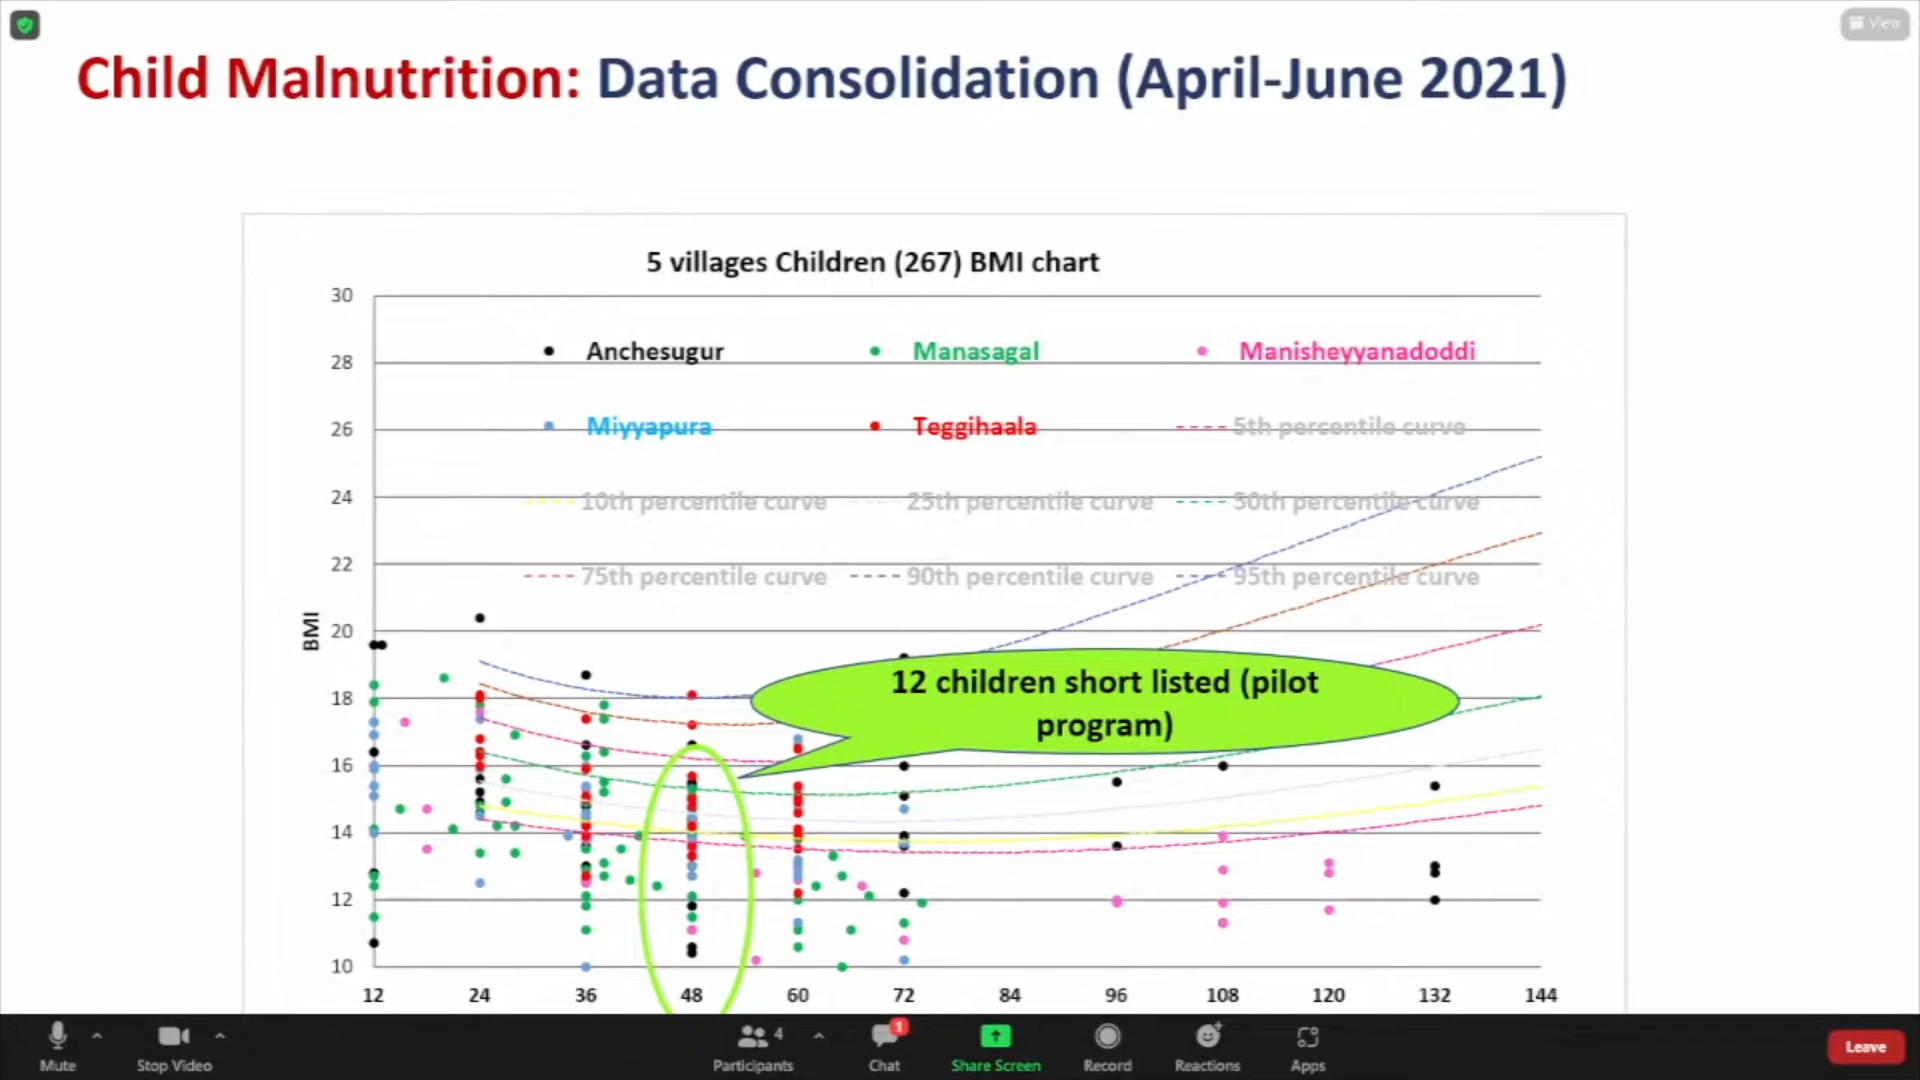 View
Child Malnutrition: Data Consolidation (April-June 2021)
5 villages Children (267) BMI chart
30
Anchesugur Manasagal Manisheyyanadoddi
28
Miyyapura Teggihaala 5th percentile curve
26
24
10th percentile curve 25th percentile curve 50th percentile curve
22
75th percentile curve 90th percentile curve 95th percentile curve
BMI
20
12 children short listed (pilot
program)
18
16
14
12
10
12 24 36 48 60 72 84 96 108 120 132 144
4
1
Mute Stop Video Participants Chat Share Screen Record Reactions Apps Leave